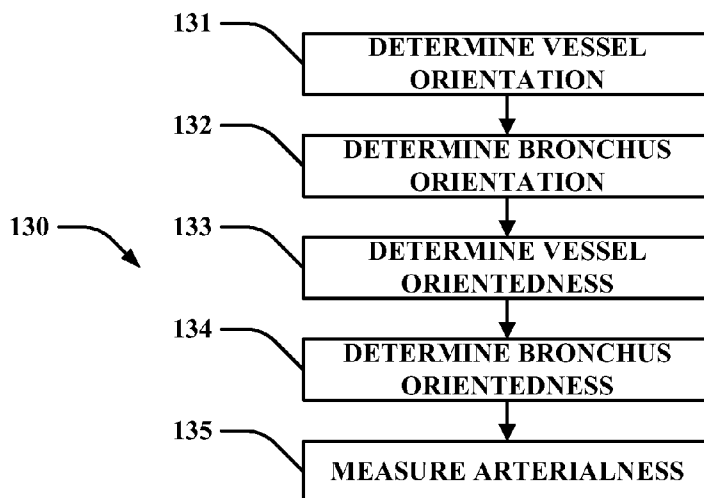 131
DETERMINE VESSEL
ORIENTATION
132
DETERMINE BRONCHUS
ORIENTATION
130
133
DETERMINE VESSEL
ORIENTEDNESS
134
DETERMINE BRONCHUS
ORIENTEDNESS
135
MEASURE ARTERIALNESS